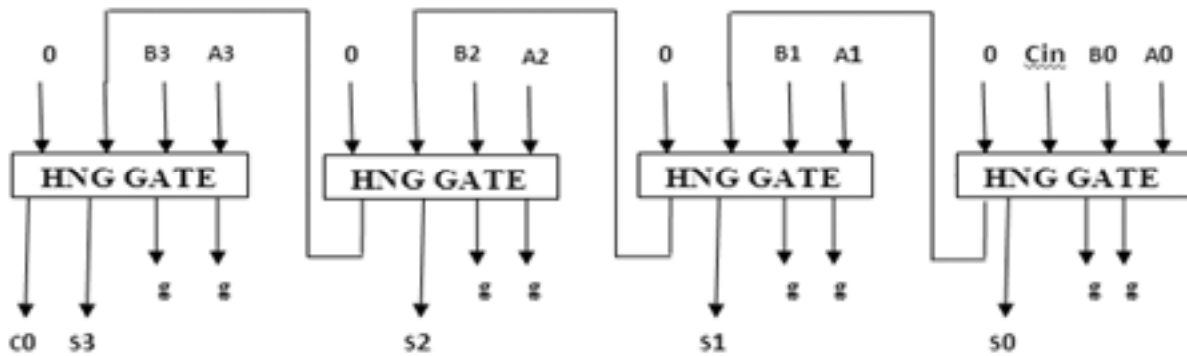 0 B3 A3 0 B2 A2 0 B1 A1 0 Cin B0 A0
HNG GATE HNG GATE HNG GATE HNG GATE
g g g g g g g g
c0 s3 s2 s1 s0